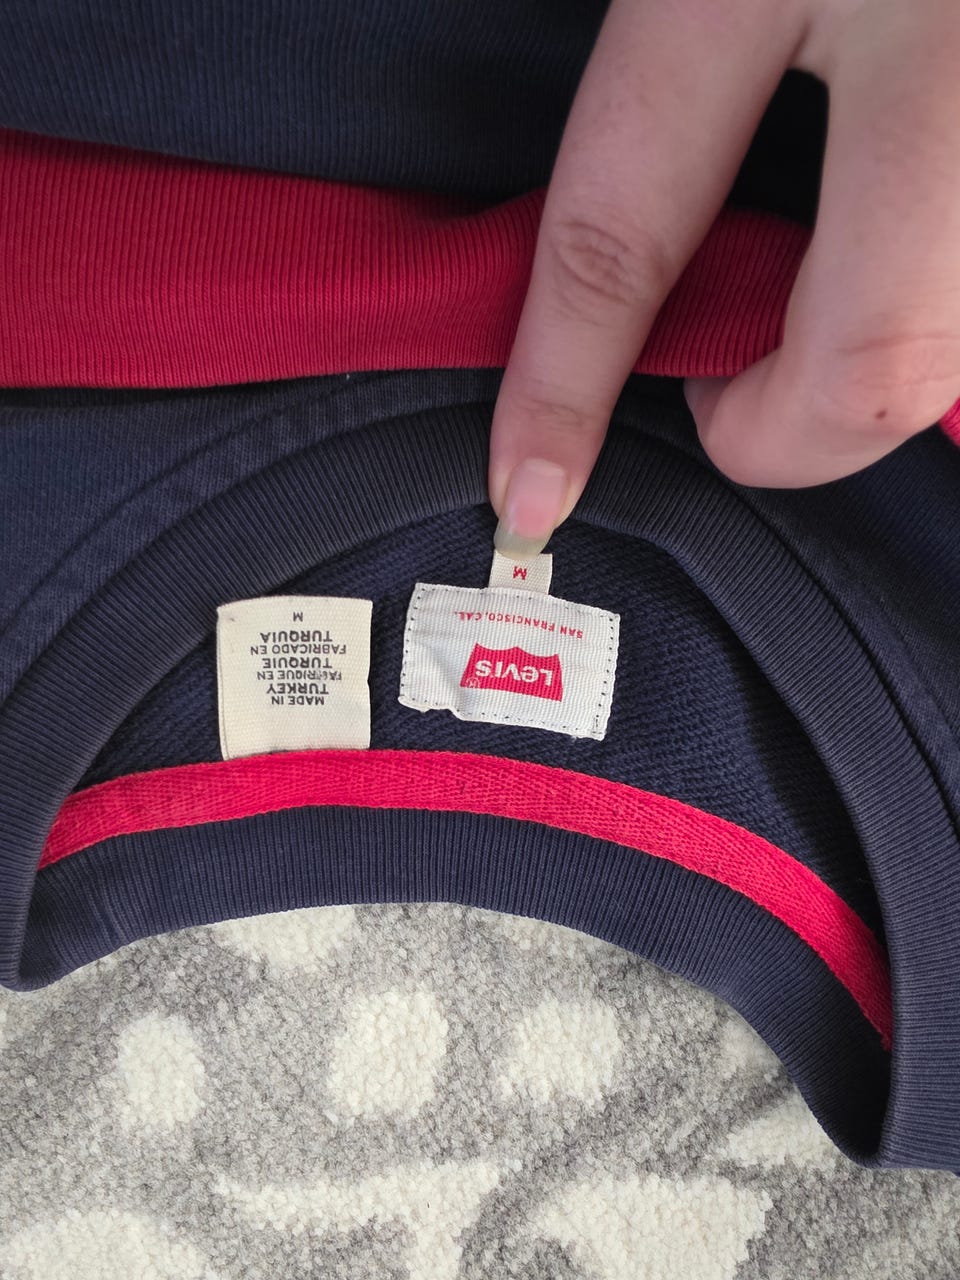 MADE IN
TURKEY
FABRIQUE EN
TURQUIE
FABRICADO EN
TURQUIA
M
Levi's
SAN FRANCISCO, CAL.
M